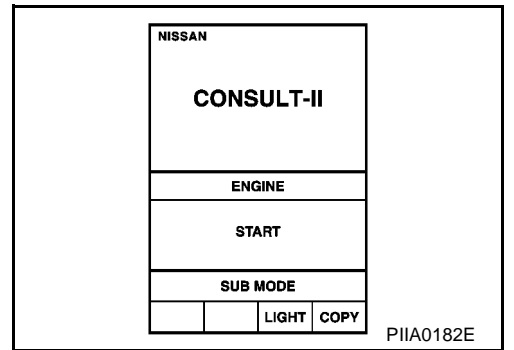 NISSAN
CONSULT-II
ENGINE
START
SUB MODE
LIGHT COPY
PIIA0182E